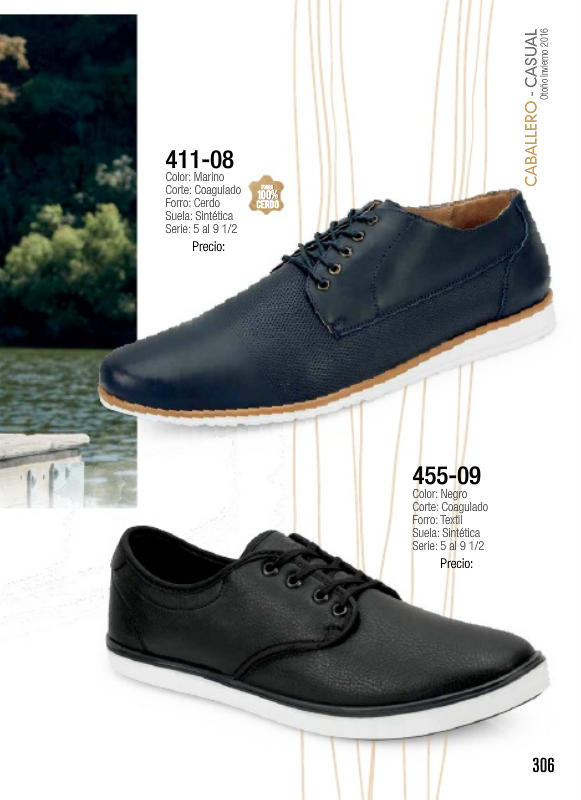 CABALLERO - CASUAL
Otoño Invierno 2016
411-08
Color: Marino
Corte: Coagulado
Forro: Cerdo
Suela: Sintética
Serie: 5 al 9 1/2
Precio:
FORRO
100%
CERDO
455-09
Color: Negro
Corte: Coagulado
Forro: Textil
Suela: Sintética
Serie: 5 al 9 1/2
Precio:
306